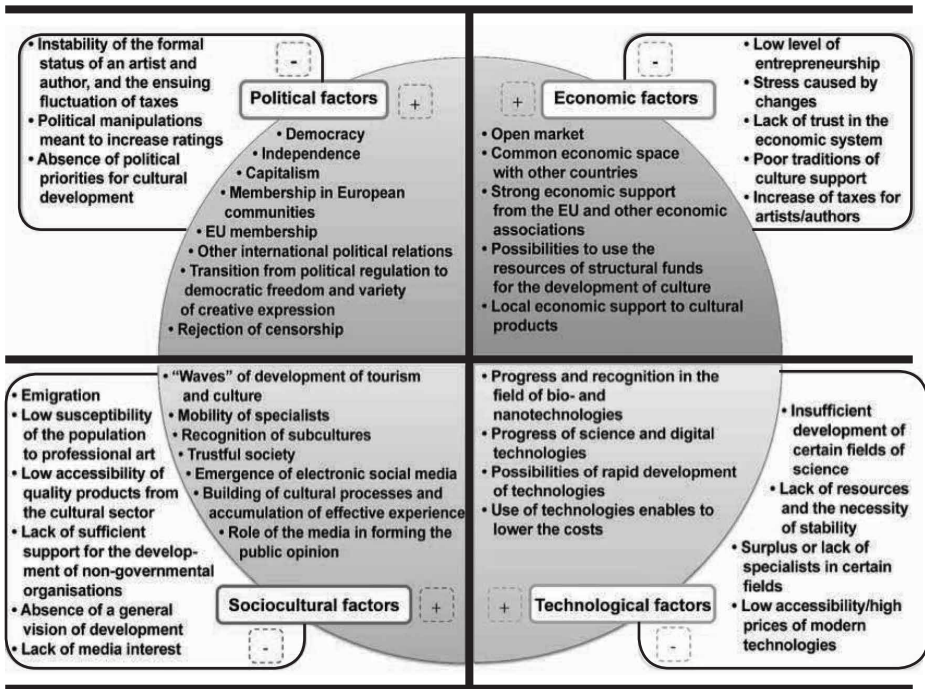 • Instability of the formal
status of an artist and
author, and the ensuing
fluctuation of taxes
• Political manipulations
meant to increase ratings
• Absence of political
priorities for cultural
development
-
Political factors
+
• Democracy
• Independence
• Capitalism
• Membership in European
communities
• EU membership
• Other international political relations
• Transition from political regulation to
democratic freedom and variety
of creative expression
• Rejection of censorship
+
Economic factors
-
• Open market
• Common economic space
with other countries
• Strong economic support
from the EU and other economic
associations
• Possibilities to use the
resources of structural funds
for the development of culture
• Local economic support to cultural
products
• Low level of
entrepreneurship
• Stress caused by
changes
• Lack of trust in the
economic system
• Poor traditions of
culture support
• Increase of taxes for
artists/authors
• Emigration
• Low susceptibility
of the population
to professional art
• Low accessibility of
quality products from
the cultural sector
• Lack of sufficient
support for the develop-
ment of non-governmental
organisations
• Absence of a general
vision of development
• Lack of media interest
• “Waves” of development of tourism
and culture
• Mobility of specialists
• Recognition of subcultures
• Trustful society
• Emergence of electronic social media
• Building of cultural processes and
accumulation of effective experience
• Role of the media in forming the
public opinion
Sociocultural factors
+
-
• Progress and recognition in the
field of bio- and
nanotechnologies
• Progress of science and digital
technologies
• Possibilities of rapid development
of technologies
• Use of technologies enables to
lower the costs
+
Technological factors
-
• Insufficient
development of
certain fields of
science
• Lack of resources
and the necessity
of stability
• Surplus or lack of
specialists in certain
fields
• Low accessibility/high
prices of modern
technologies